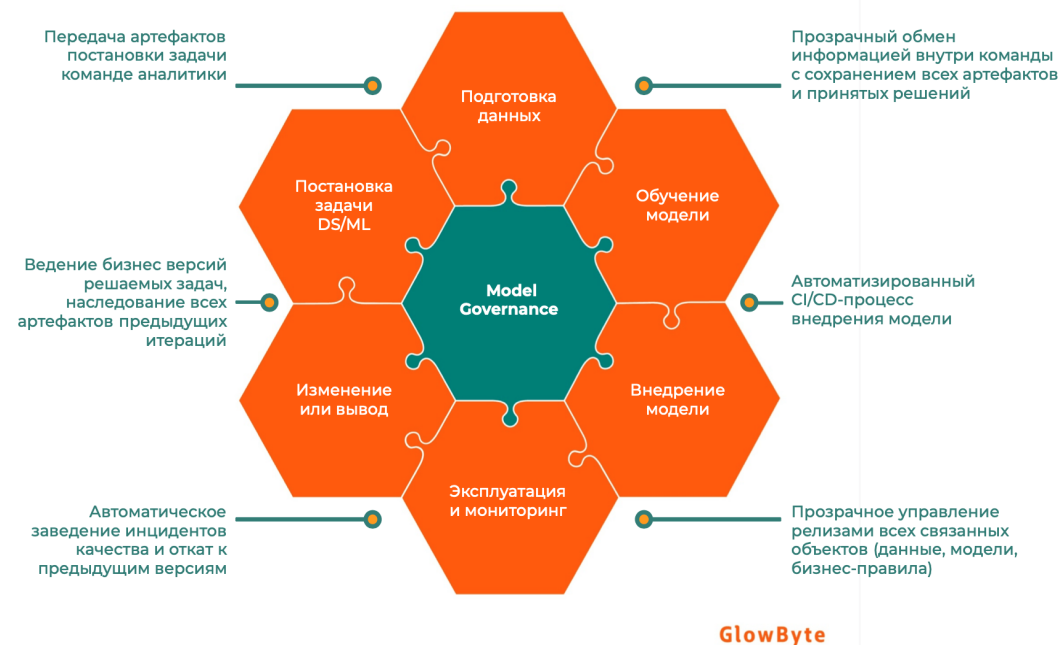 Передача артефактов
постановки задачи
команде аналитики
Прозрачный обмен
информацией внутри команды
с сохранением всех артефактов
и принятых решений
Подготовка
данных
Постановка
задачи
DS/ML
Обучение
модели
Ведение бизнес версий
решаемых задач,
наследование всех
артефактов предыдущих
итераций
Model
Governance
Автоматизированный
CI/CD-процесс
внедрения модели
Изменение
или вывод
Внедрение
модели
Эксплуатация
и мониторинг
Автоматическое
заведение инцидентов
качества и откат к
предыдущим версиям
Прозрачное управление
релизами всех связанных
объектов (данные, модели,
бизнес-правила)
GlowByte